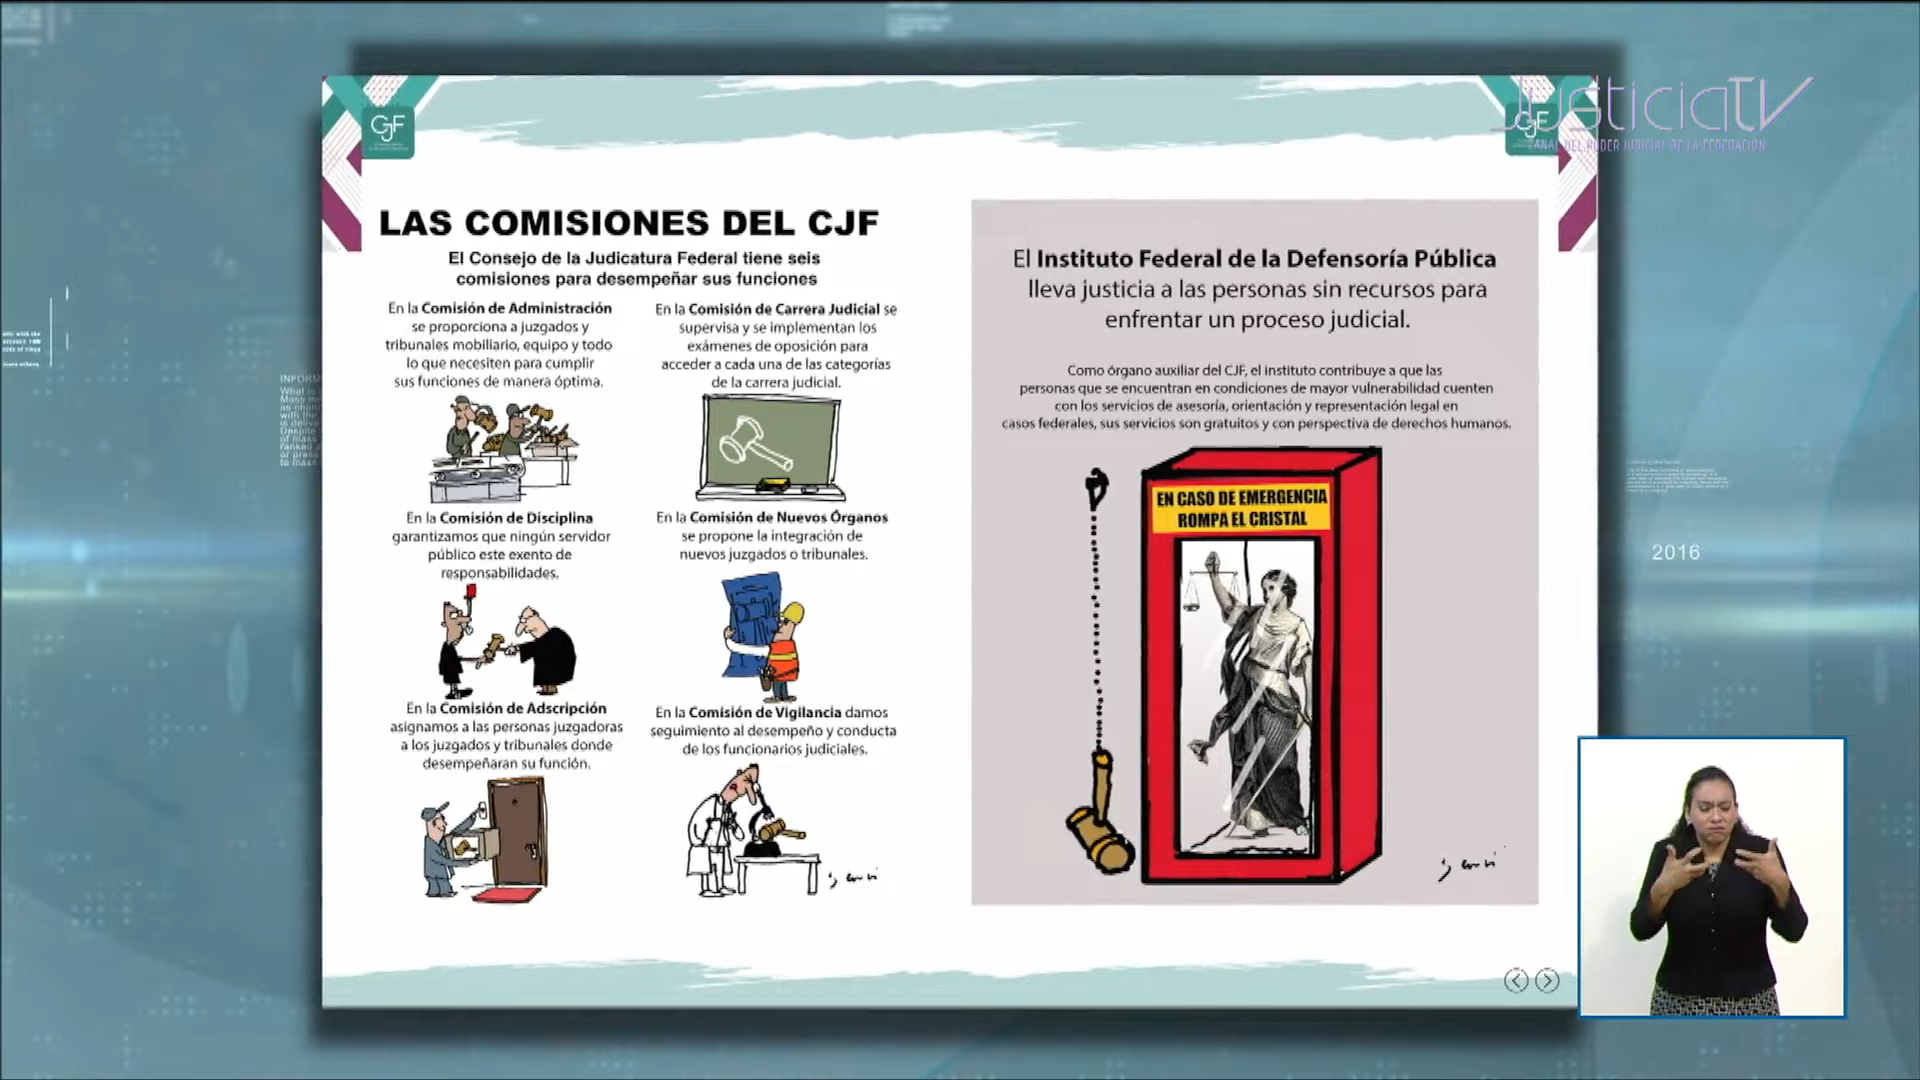 JusticiaTV
CANAL DEL PODER JUDICIAL DE LA FEDERACIÓN
CJF
LAS COMISIONES DEL CJF
El Consejo de la Judicatura Federal tiene seis
comisiones para desempeñar sus funciones
En la Comisión de Administración
se proporciona a juzgados y
tribunales mobiliario, equipo y todo
lo que necesiten para cumplir
sus funciones de manera óptima.
En la Comisión de Carrera Judicial se
supervisa y se implementan los
exámenes de oposición para
acceder a cada una de las categorías
de la carrera judicial.
En la Comisión de Disciplina
garantizamos que ningún servidor
público este exento de
responsabilidades.
En la Comisión de Nuevos Órganos
se propone la integración de
nuevos juzgados o tribunales.
En la Comisión de Adscripción
asignamos a las personas juzgadoras
a los juzgados y tribunales donde
desempeñaran su función.
En la Comisión de Vigilancia damos
seguimiento al desempeño y conducta
de los funcionarios judiciales.
El Instituto Federal de la Defensoría Pública
lleva justicia a las personas sin recursos para
enfrentar un proceso judicial.
Como órgano auxiliar del CJF, el instituto contribuye a que las
personas que se encuentran en condiciones de mayor vulnerabilidad cuenten
con los servicios de asesoría, orientación y representación legal en
casos federales, sus servicios son gratuitos y con perspectiva de derechos humanos.
EN CASO DE EMERGENCIA
ROMPA EL CRISTAL
2016